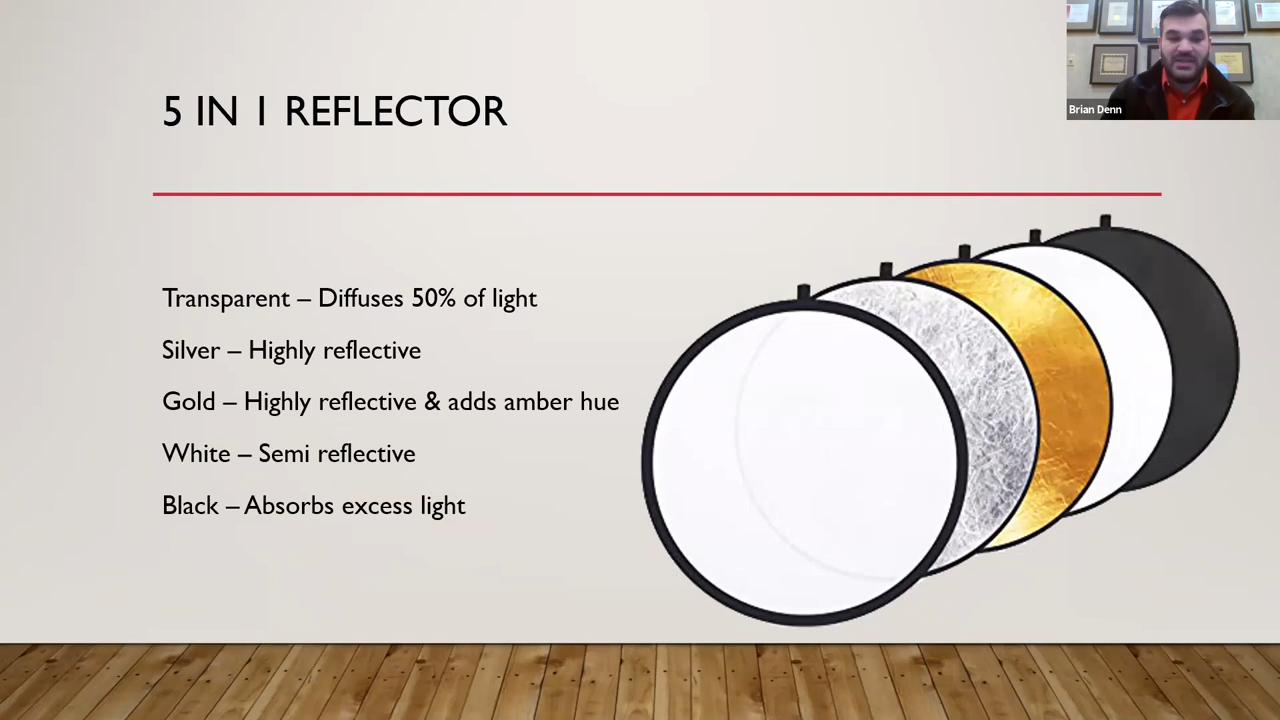 5 IN 1 REFLECTOR
Brian Denn
Transparent – Diffuses 50% of light
Silver – Highly reflective
Gold – Highly reflective & adds amber hue
White – Semi reflective
Black – Absorbs excess light